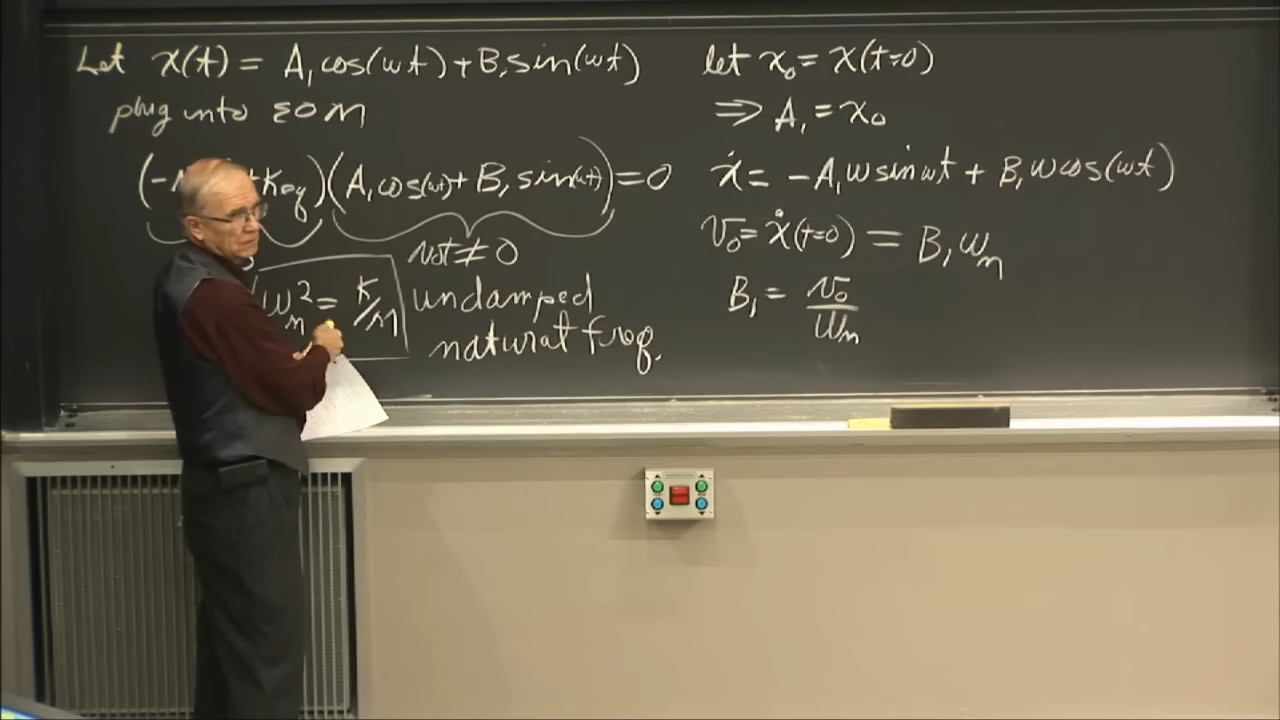 Let x(t) = A₁cos(ωt) + B₁sin(ωt)
plug into EOM
(-M + Keq)(A₁cos(ωt) + B₁sin(ωt)) = 0
not ≠ 0
ωₙ² = K/M
undamped
natural freq.
let x₀ = x(t=0)
⇒ A₁ = x₀
ẋ = -A₁ω sin ωt + B₁ω cos(ωt)
v₀ = ẋ(t=0) = B₁ωₙ
B₁ = v₀/ωₙ